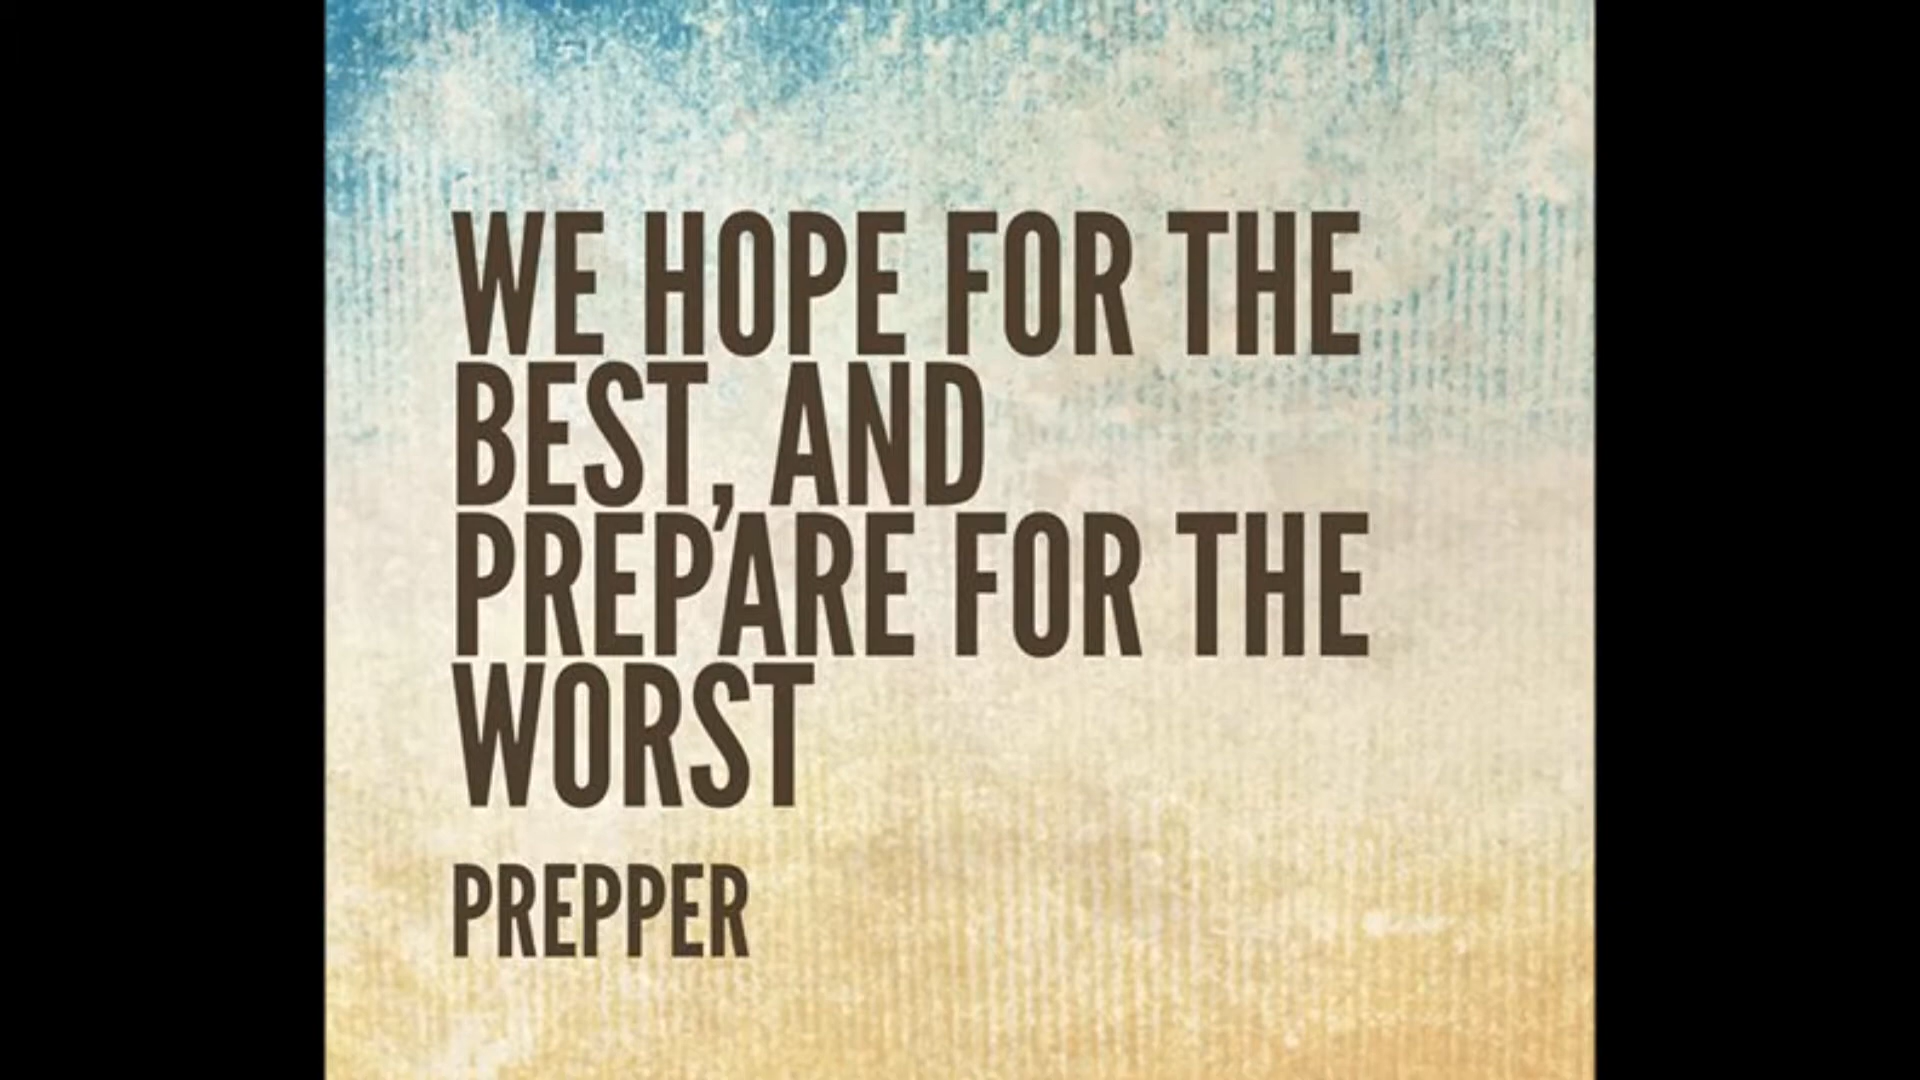 WE HOPE FOR THE
BEST, AND
PREPARE FOR THE
WORST
PREPPER